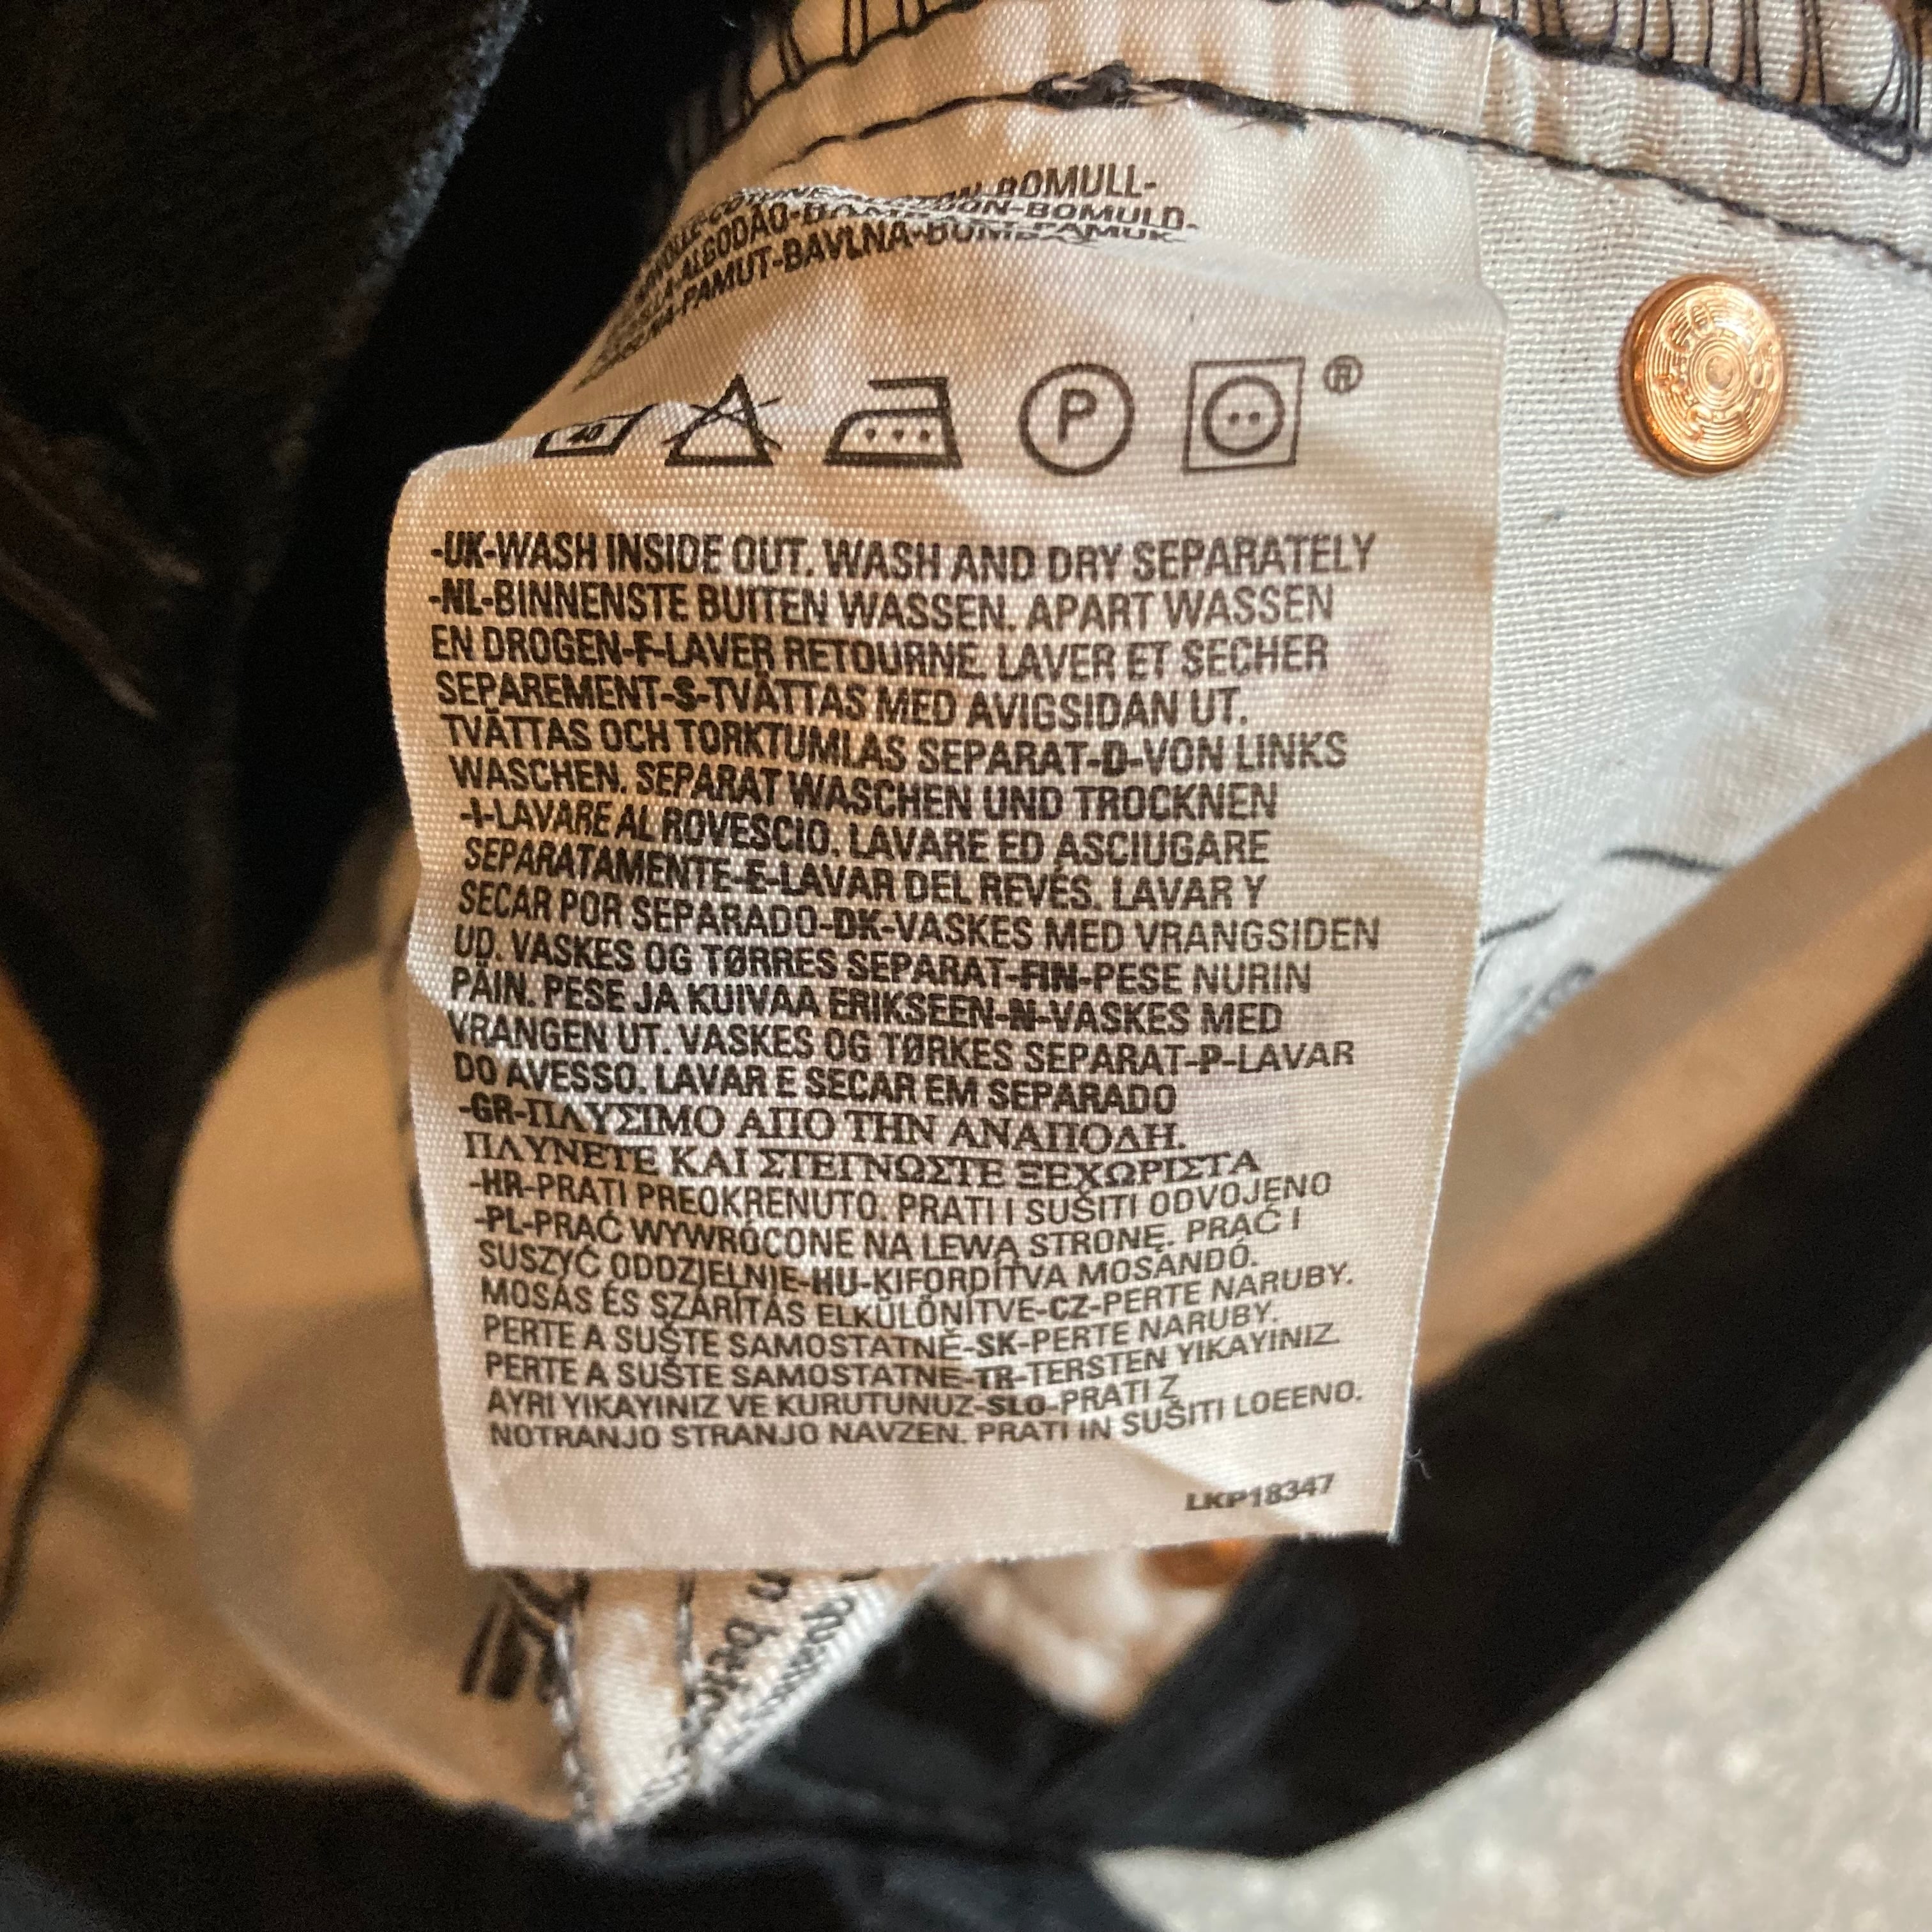 BOMULL-
BOMULD-
ALGODÃO PAMUK
PAMUT-BAVLNA
40
P
®
-UK-WASH INSIDE OUT. WASH AND DRY SEPARATELY
-NL-BINNENSTE BUITEN WASSEN. APART WASSEN
EN DROGEN-F-LAVER RETOURNE. LAVER ET SECHER
SEPAREMENT-S-TVÄTTAS MED AVIGSIDAN UT.
TVÄTTAS OCH TORKTUMLAS SEPARAT-D-VON LINKS
WASCHEN. SEPARAT WASCHEN UND TROCKNEN
-I-LAVARE AL ROVESCIO. LAVARE ED ASCIUGARE
SEPARATAMENTE-E-LAVAR DEL REVÉS. LAVAR Y
SECAR POR SEPARADO-DK-VASKES MED VRANGSIDEN
UD. VASKES OG TØRRES SEPARAT-FIN-PESE NURIN
PÄIN. PESE JA KUIVAA ERIKSEEN-N-VASKES MED
VRANGEN UT. VASKES OG TØRKES SEPARAT-P-LAVAR
DO AVESSO. LAVAR E SECAR EM SEPARADO
-GR-ΠΛΥΣΙΜΟ ΑΠΟ ΤΗΝ ΑΝΑΠΟΔΗ.
ΠΛΥΝΕΤΕ ΚΑΙ ΣΤΕΓΝΩΣΤΕ ΞΕΧΩΡΙΣΤΑ
-HR-PRATI PREOKRENUTO. PRATI I SUŠITI ODVOJENO
-PL-PRAĆ WYWRÓCONE NA LEWĄ STRONĘ. PRAĆ I
SUSZYĆ ODDZIELNIE-HU-KIFORDÍTVA MOSANDÓ.
MOSÁS ÉS SZÁRÍTÁS ELKÜLÖNÍTVE-CZ-PERTE NARUBY.
PERTE A SUŠTE SAMOSTATNĚ-SK-PERTE NARUBY.
PERTE A SUŠTE SAMOSTATNE-TR-TERSTEN YIKAYINIZ.
AYRI YIKAYINIZ VE KURUTUNUZ-SLO-PRATI Z
NOTRANJO STRANJO NAVZEN. PRATI IN SUŠITI LOEENO.
LKP18347